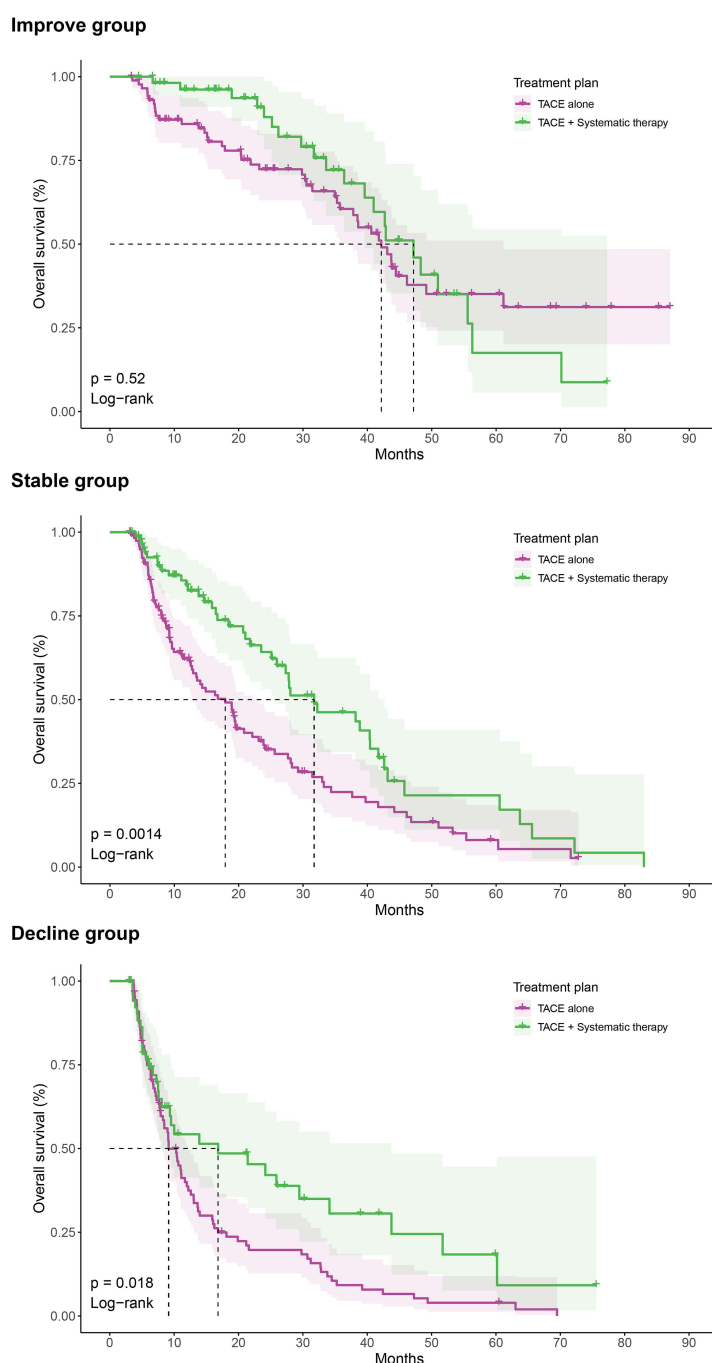 Improve group
Treatment plan
TACE alone
TACE + Systematic therapy
Overall survival (%)
1.00
0.75
0.50
0.25
0.00
p = 0.52
Log−rank
0 10 20 30 40 50 60 70 80 90
Months
Stable group
Treatment plan
TACE alone
TACE + Systematic therapy
Overall survival (%)
1.00
0.75
0.50
0.25
0.00
p = 0.0014
Log−rank
0 10 20 30 40 50 60 70 80 90
Months
Decline group
Treatment plan
TACE alone
TACE + Systematic therapy
Overall survival (%)
1.00
0.75
0.50
0.25
0.00
p = 0.018
Log−rank
0 10 20 30 40 50 60 70 80 90
Months